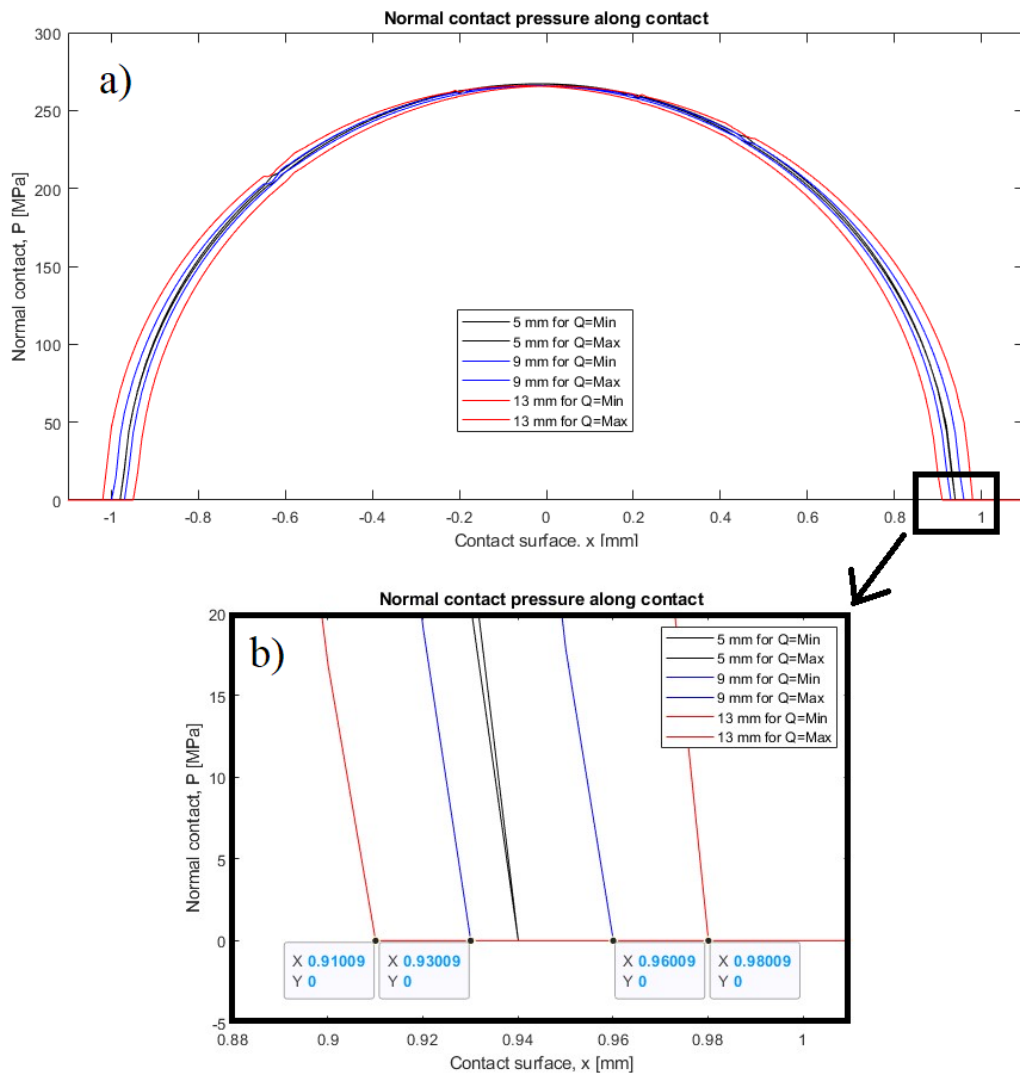 Normal contact pressure along contact
a)
300
250
200
150
100
50
0
Normal contact, P [MPa]
5 mm for Q=Min
5 mm for Q=Max
9 mm for Q=Min
9 mm for Q=Max
13 mm for Q=Min
13 mm for Q=Max
-1 -0.8 -0.6 -0.4 -0.2 0 0.2 0.4 0.6 0.8 1
Contact surface, x [mm]
Normal contact pressure along contact
b)
20
15
10
5
0
-5
Normal contact, P [MPa]
5 mm for Q=Min
5 mm for Q=Max
9 mm for Q=Min
9 mm for Q=Max
13 mm for Q=Min
13 mm for Q=Max
X 0.91009 X 0.93009 X 0.96009 X 0.98009
Y 0 Y 0 Y 0 Y 0
0.88 0.9 0.92 0.94 0.96 0.98 1
Contact surface, x [mm]